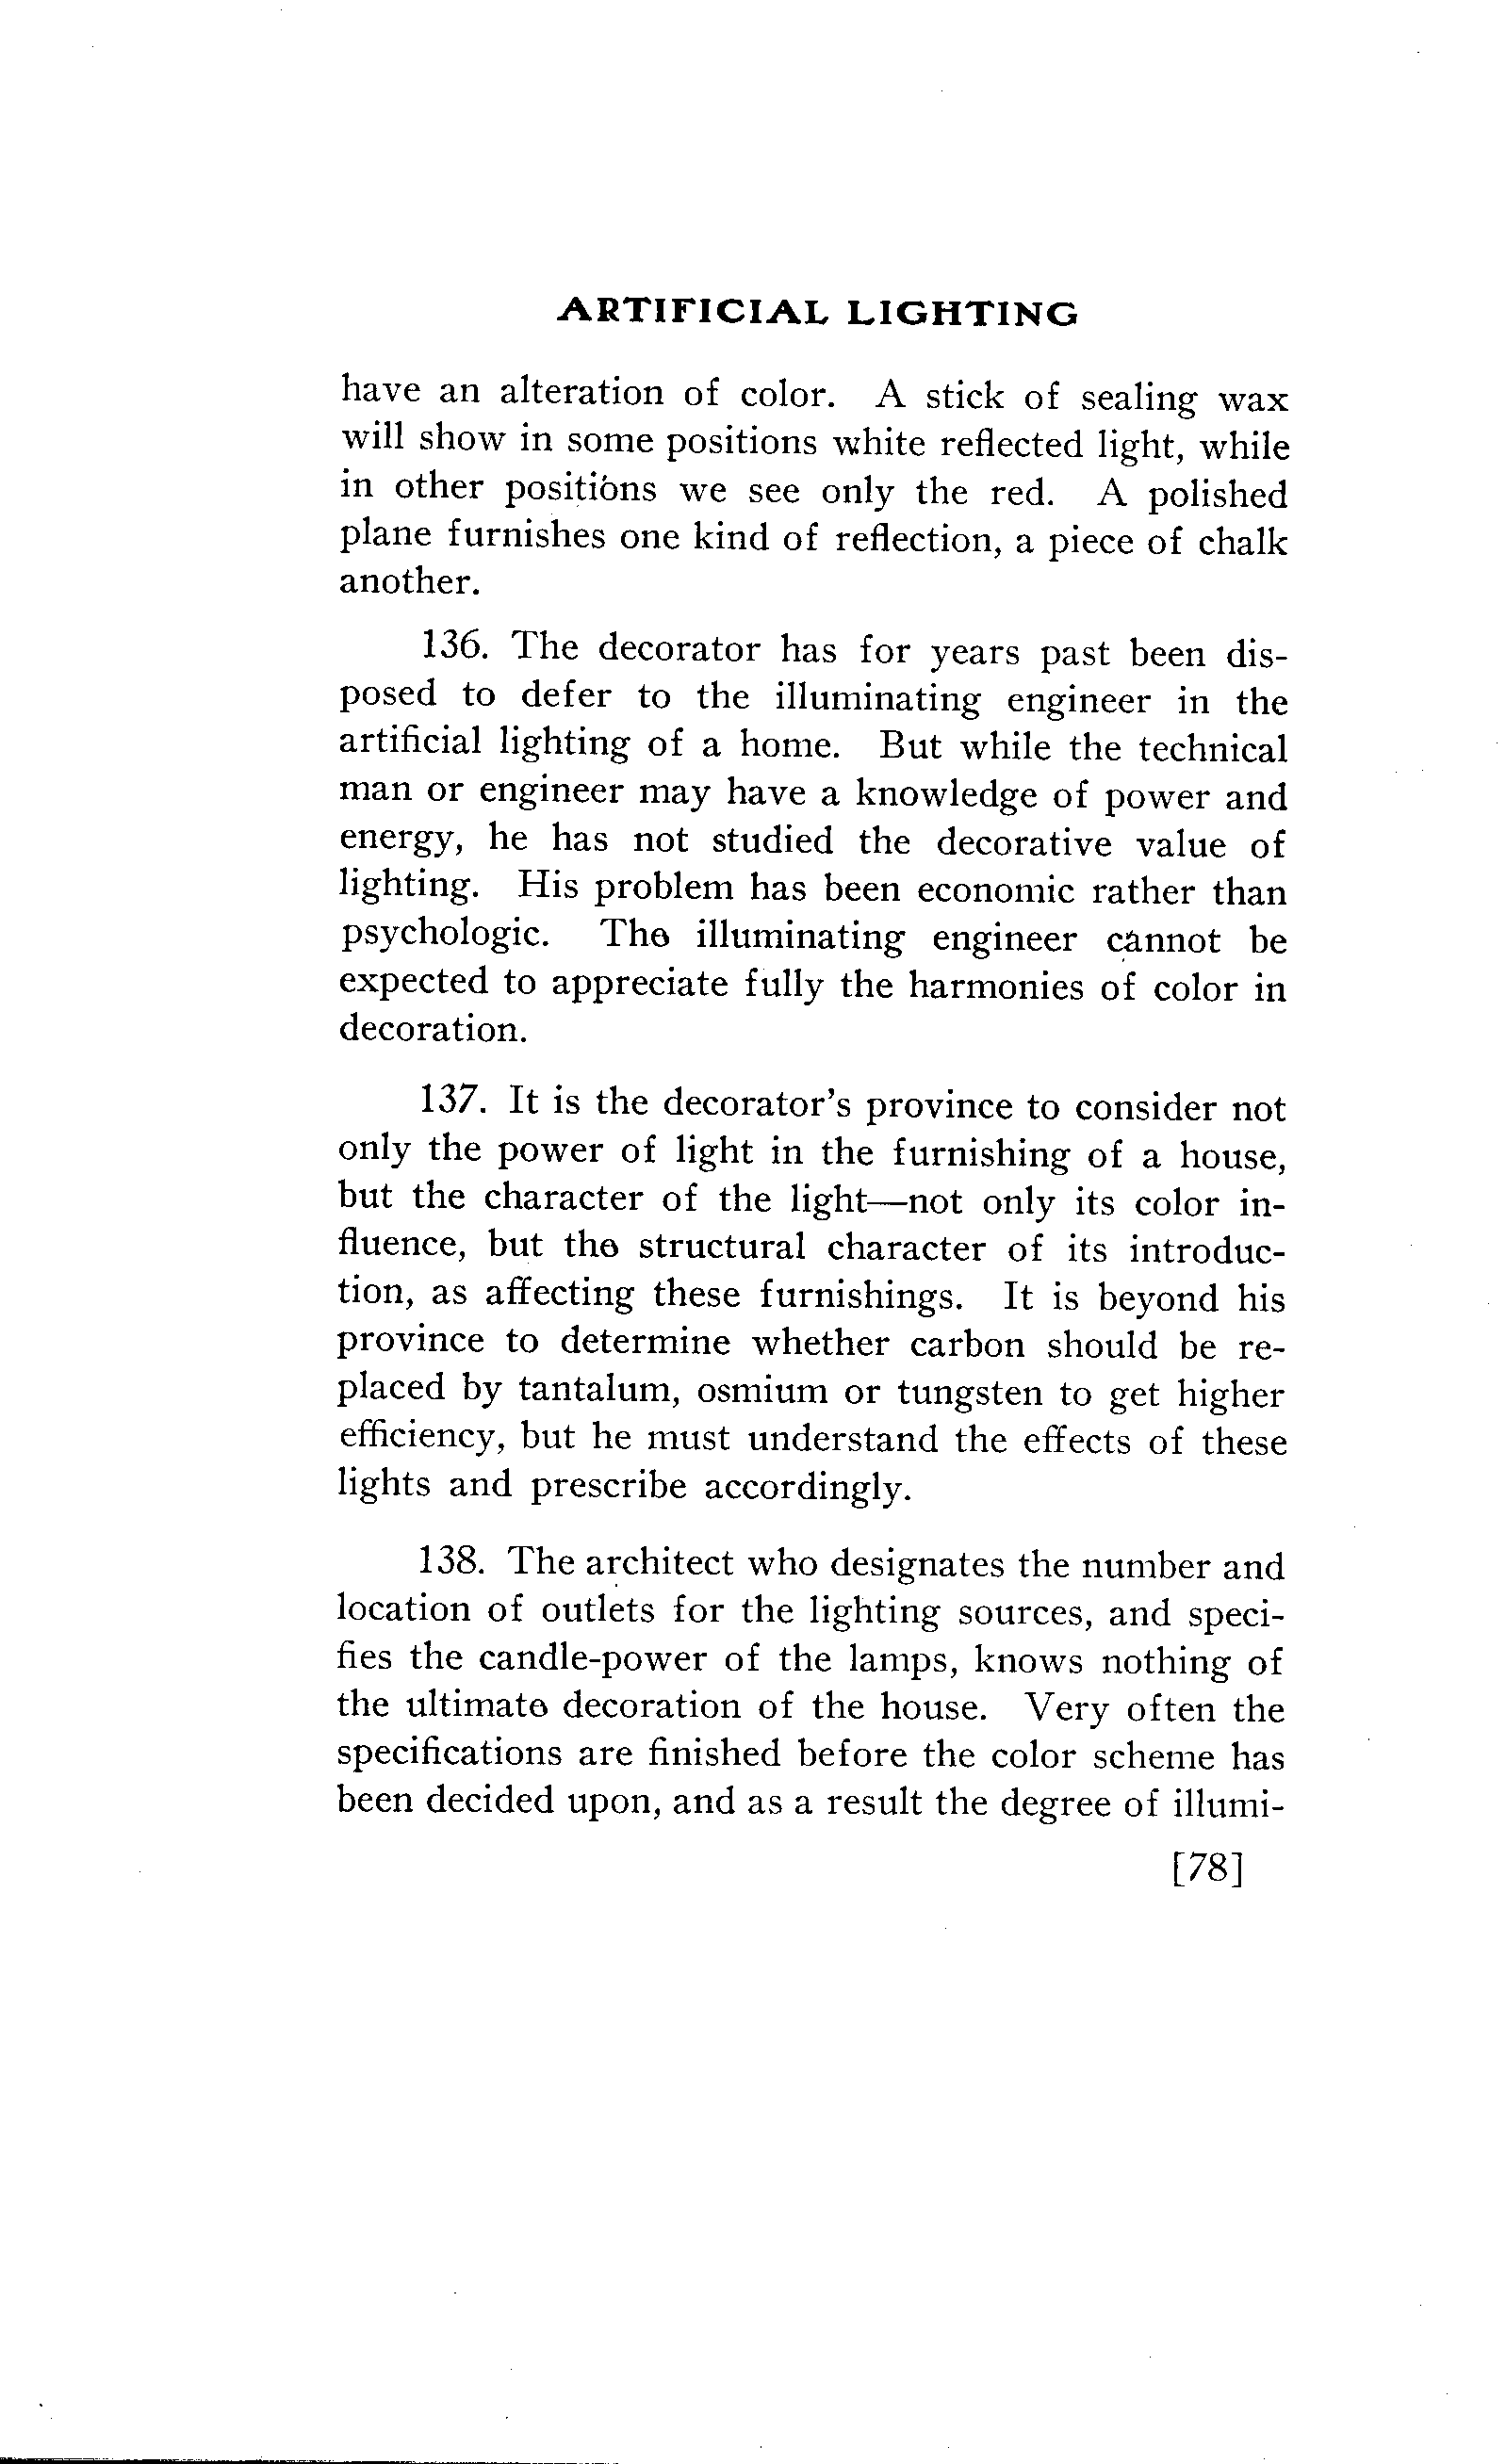 ARTIFICIAL LIGHTING
have an alteration of color. A stick of sealing wax
will show in some positions white reflected light, while
in other positions we see only the red. A polished
plane furnishes one kind of reflection, a piece of chalk
another.
136. The decorator has for years past been dis-
posed to defer to the illuminating engineer in the
artificial lighting of a home. But while the technical
man or engineer may have a knowledge of power and
energy, he has not studied the decorative value of
lighting. His problem has been economic rather than
psychologic. The illuminating engineer cannot be
expected to appreciate fully the harmonies of color in
decoration.
137. It is the decorator's province to consider not
only the power of light in the furnishing of a house,
but the character of the light—not only its color in-
fluence, but the structural character of its introduc-
tion, as affecting these furnishings. It is beyond his
province to determine whether carbon should be re-
placed by tantalum, osmium or tungsten to get higher
efficiency, but he must understand the effects of these
lights and prescribe accordingly.
138. The architect who designates the number and
location of outlets for the lighting sources, and speci-
fies the candle-power of the lamps, knows nothing of
the ultimate decoration of the house. Very often the
specifications are finished before the color scheme has
been decided upon, and as a result the degree of illumi-
[78]